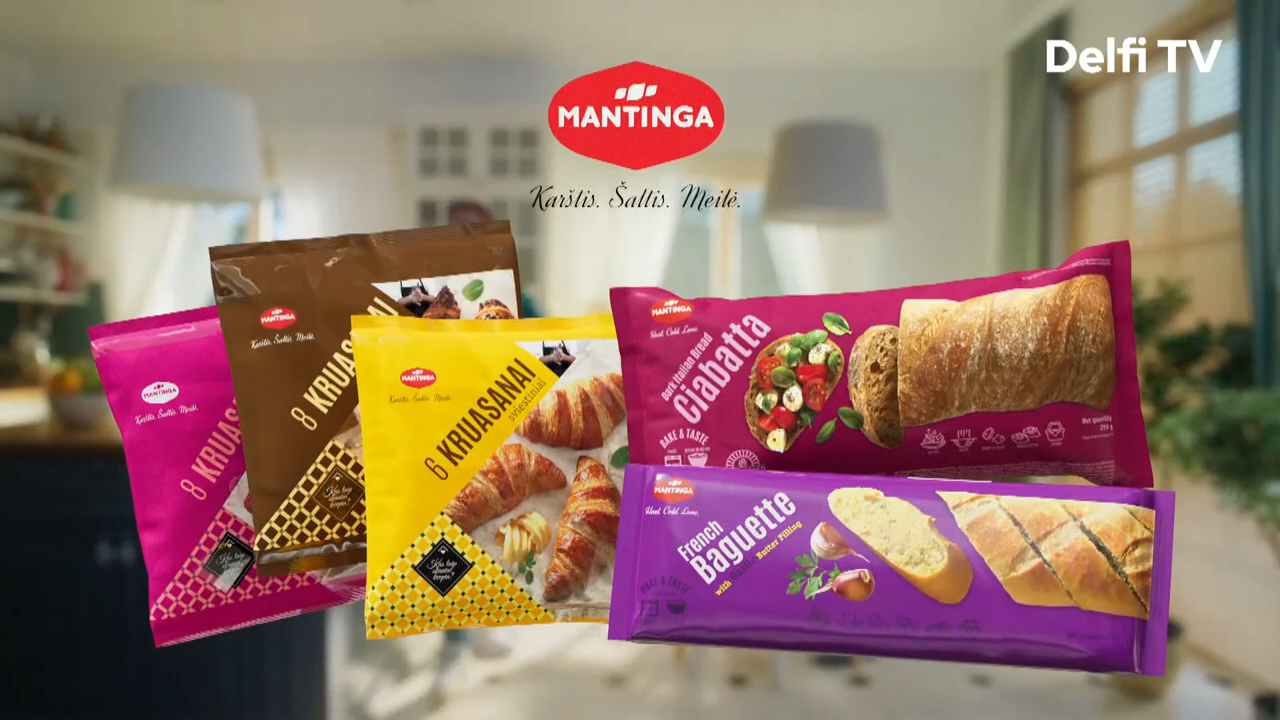 Delfi TV
MANTINGA
Karštis. Šaltis. Meilė.
MANTINGA
Karštis. Šaltis. Meilė.
8 KRUAS
MANTINGA
Karštis. Šaltis. Meilė.
8 KRUASANAI
MANTINGA
Karštis. Šaltis. Meilė.
6 KRUASANAI
sviestiniai
MANTINGA
Heat. Cold. Love.
Dark Italian Bread
Ciabatta
BAKE & TASTE
Net quantity
250 g
MANTINGA
Heat. Cold. Love.
French
Baguette
with Garlic Butter Filling
BAKE & TASTE